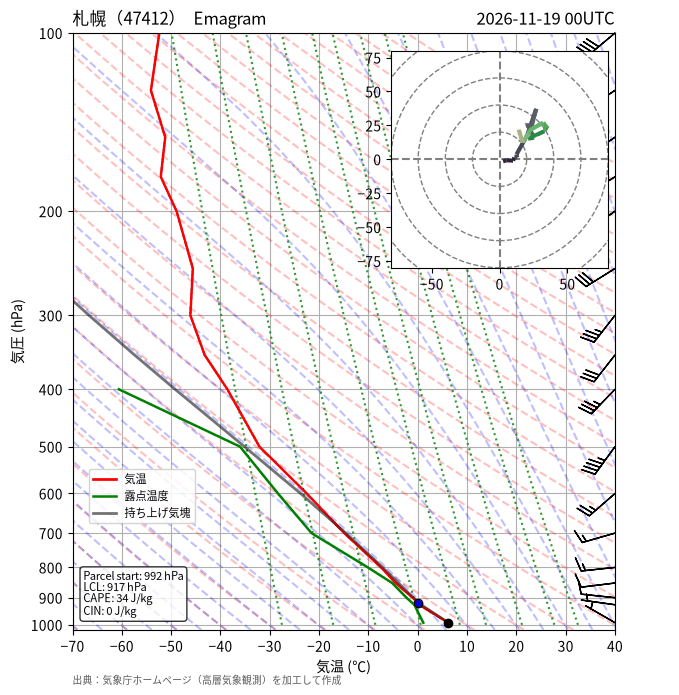 札幌（47412） Emagram
2026-11-19 00UTC
100
200
300
400
500
600
700
800
900
1000
気圧 (hPa)
75
50
25
0
−25
−50
−75
−50
0
50
気温
露点温度
持ち上げ気塊
Parcel start: 992 hPa
LCL: 917 hPa
CAPE: 34 J/kg
CIN: 0 J/kg
−70
−60
−50
−40
−30
−20
−10
0
10
20
30
40
気温 (℃)
出典：気象庁ホームページ（高層気象観測）を加工して作成